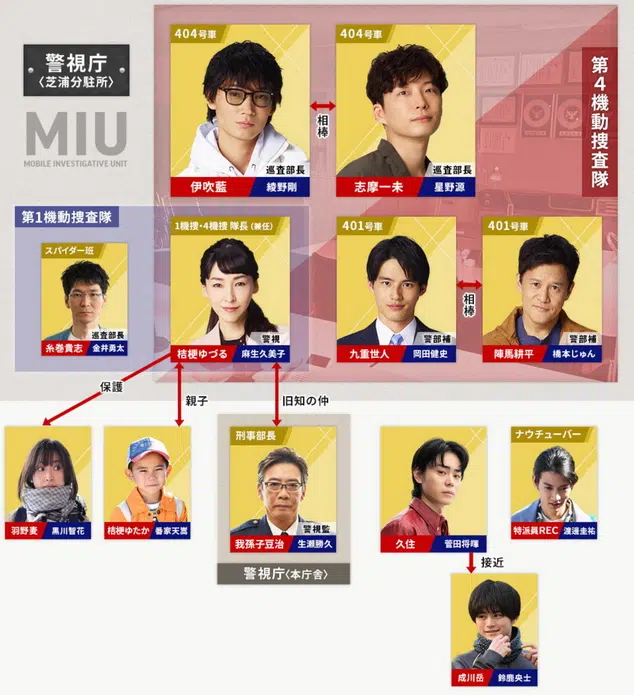 警視庁
〈芝浦分駐所〉
MIU
MOBILE INVESTIGATIVE UNIT
第4機動捜査隊
404号車
巡査部長
伊吹藍 綾野剛
相棒
404号車
巡査部長
志摩一未 星野源
第1機動捜査隊
スパイダー班
巡査部長
糸巻貴志 金井勇太
1機捜・4機捜 隊長(兼任)
警視
桔梗ゆづる 麻生久美子
401号車
警部補
九重世人 岡田健史
相棒
401号車
警部補
陣馬耕平 橋本じゅん
保護
親子
旧知の仲
羽野麦 黒川智花
桔梗ゆたか 番家天嵩
刑事部長
警視監
我孫子豆治 生瀬勝久
警視庁〈本庁舎〉
久住 菅田将暉
ナウチューバー
特派員REC 渡邊圭祐
接近
成川岳 鈴鹿央士